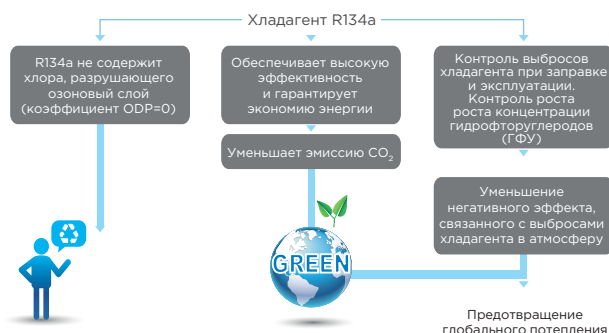 Хладагент R134a
R134a не содержит
хлора, разрушающего
озоновый слой
(коэффициент ODP=0)
Обеспечивает высокую
эффективность
и гарантирует
экономию энергии
Уменьшает эмиссию CO₂
Контроль выбросов
хладагента при заправке
и эксплуатации.
Контроль роста
роста концентрации
гидрофторуглеродов
(ГФУ)
Уменьшение
негативного эффекта,
связанного с выбросами
хладагента в атмосферу
GREEN
Предотвращение
глобального потепления